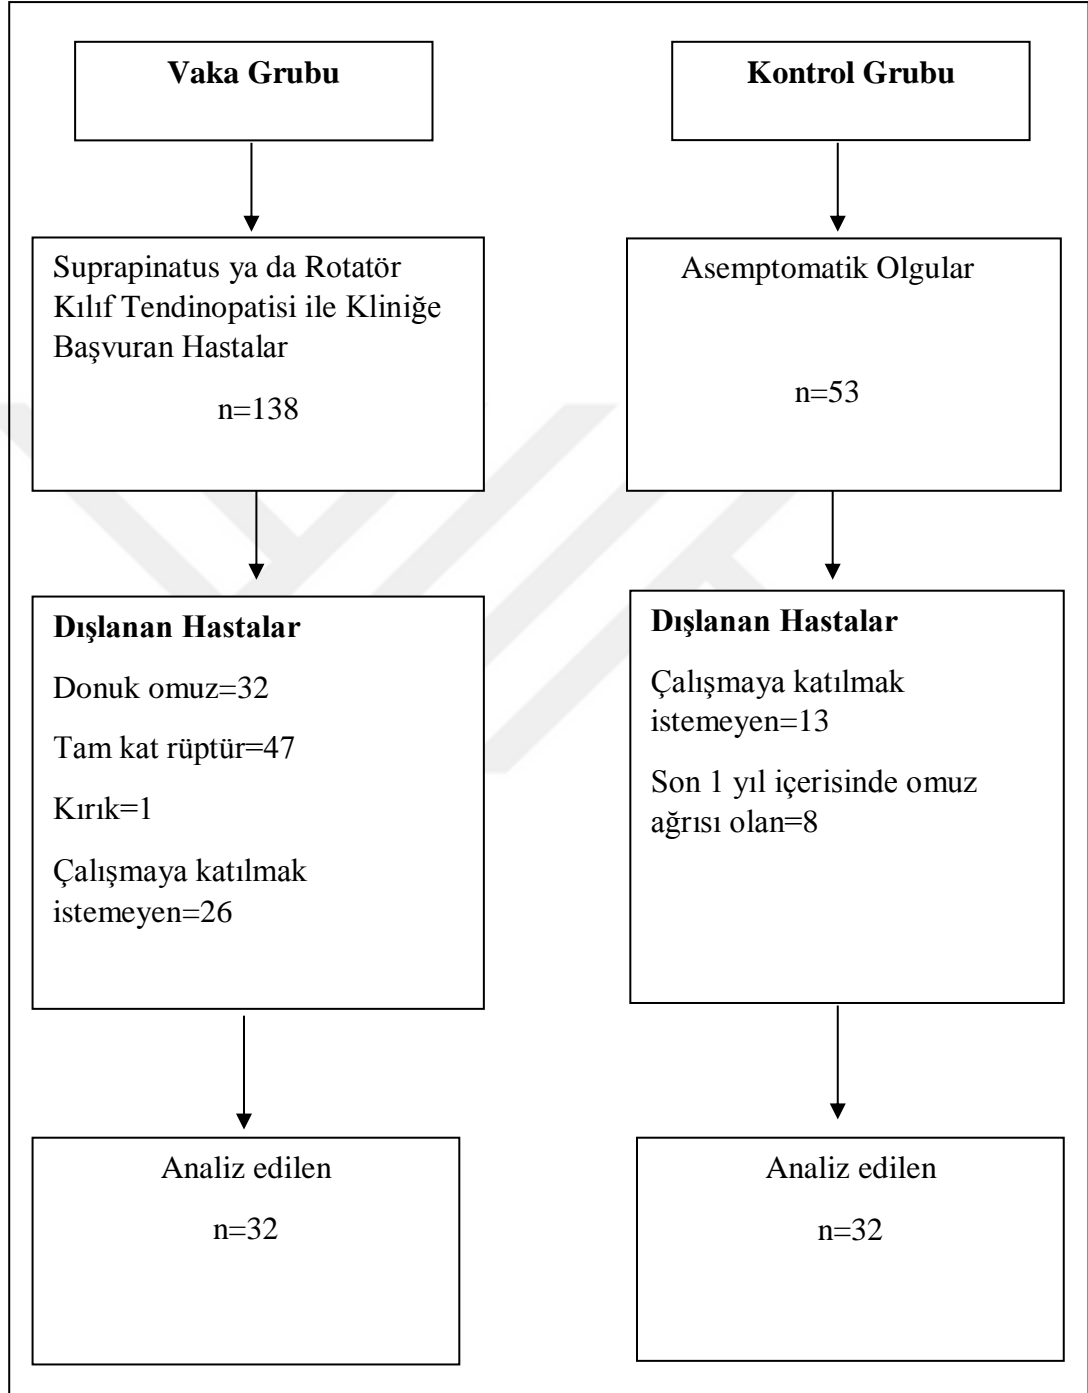 Vaka Grubu
Suprapinatus ya da Rotatör
Kılıf Tendinopatisi ile Kliniğe
Başvuran Hastalar
n=138
Dışlanan Hastalar
Donuk omuz=32
Tam kat rüptür=47
Kırık=1
Çalışmaya katılmak
istemeyen=26
Analiz edilen
n=32
Kontrol Grubu
Asemptomatik Olgular
n=53
Dışlanan Hastalar
Çalışmaya katılmak
istemeyen=13
Son 1 yıl içerisinde omuz
ağrısı olan=8
Analiz edilen
n=32